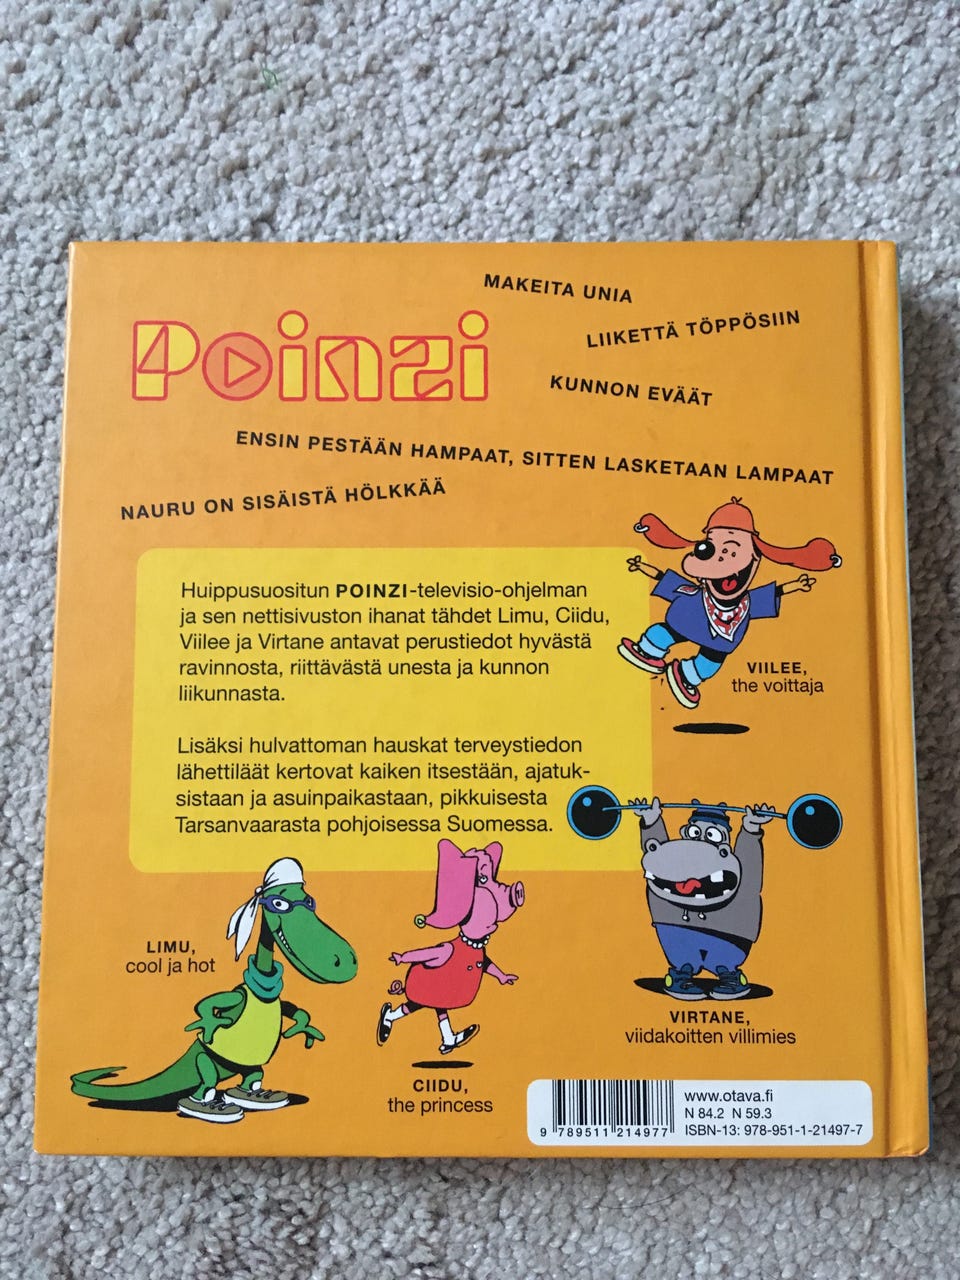 MAKEITA UNIA
Poinzi
LIIKETTÄ TÖPPÖSIIN
KUNNON EVÄÄT
ENSIN PESTÄÄN HAMPAAT, SITTEN LASKETAAN LAMPAAT
NAURU ON SISÄISTÄ HÖLKKÄÄ
Huippusuositun POINZI-televisio-ohjelman
ja sen nettisivuston ihanat tähdet Limu, Ciidu,
Viilee ja Virtane antavat perustiedot hyvästä
ravinnosta, riittävästä unesta ja kunnon
liikunnasta.
Lisäksi hulvattoman hauskat terveystiedon
lähettiläät kertovat kaiken itsestään, ajatuk-
sistaan ja asuinpaikastaan, pikkuisesta
Tarsanvaarasta pohjoisessa Suomessa.
VIILEE,
the voittaja
LIMU,
cool ja hot
CIIDU,
the princess
VIRTANE,
viidakoitten villimies
www.otava.fi
N 84.2 N 59.3
ISBN-13: 978-951-1-21497-7
9 789511 214977